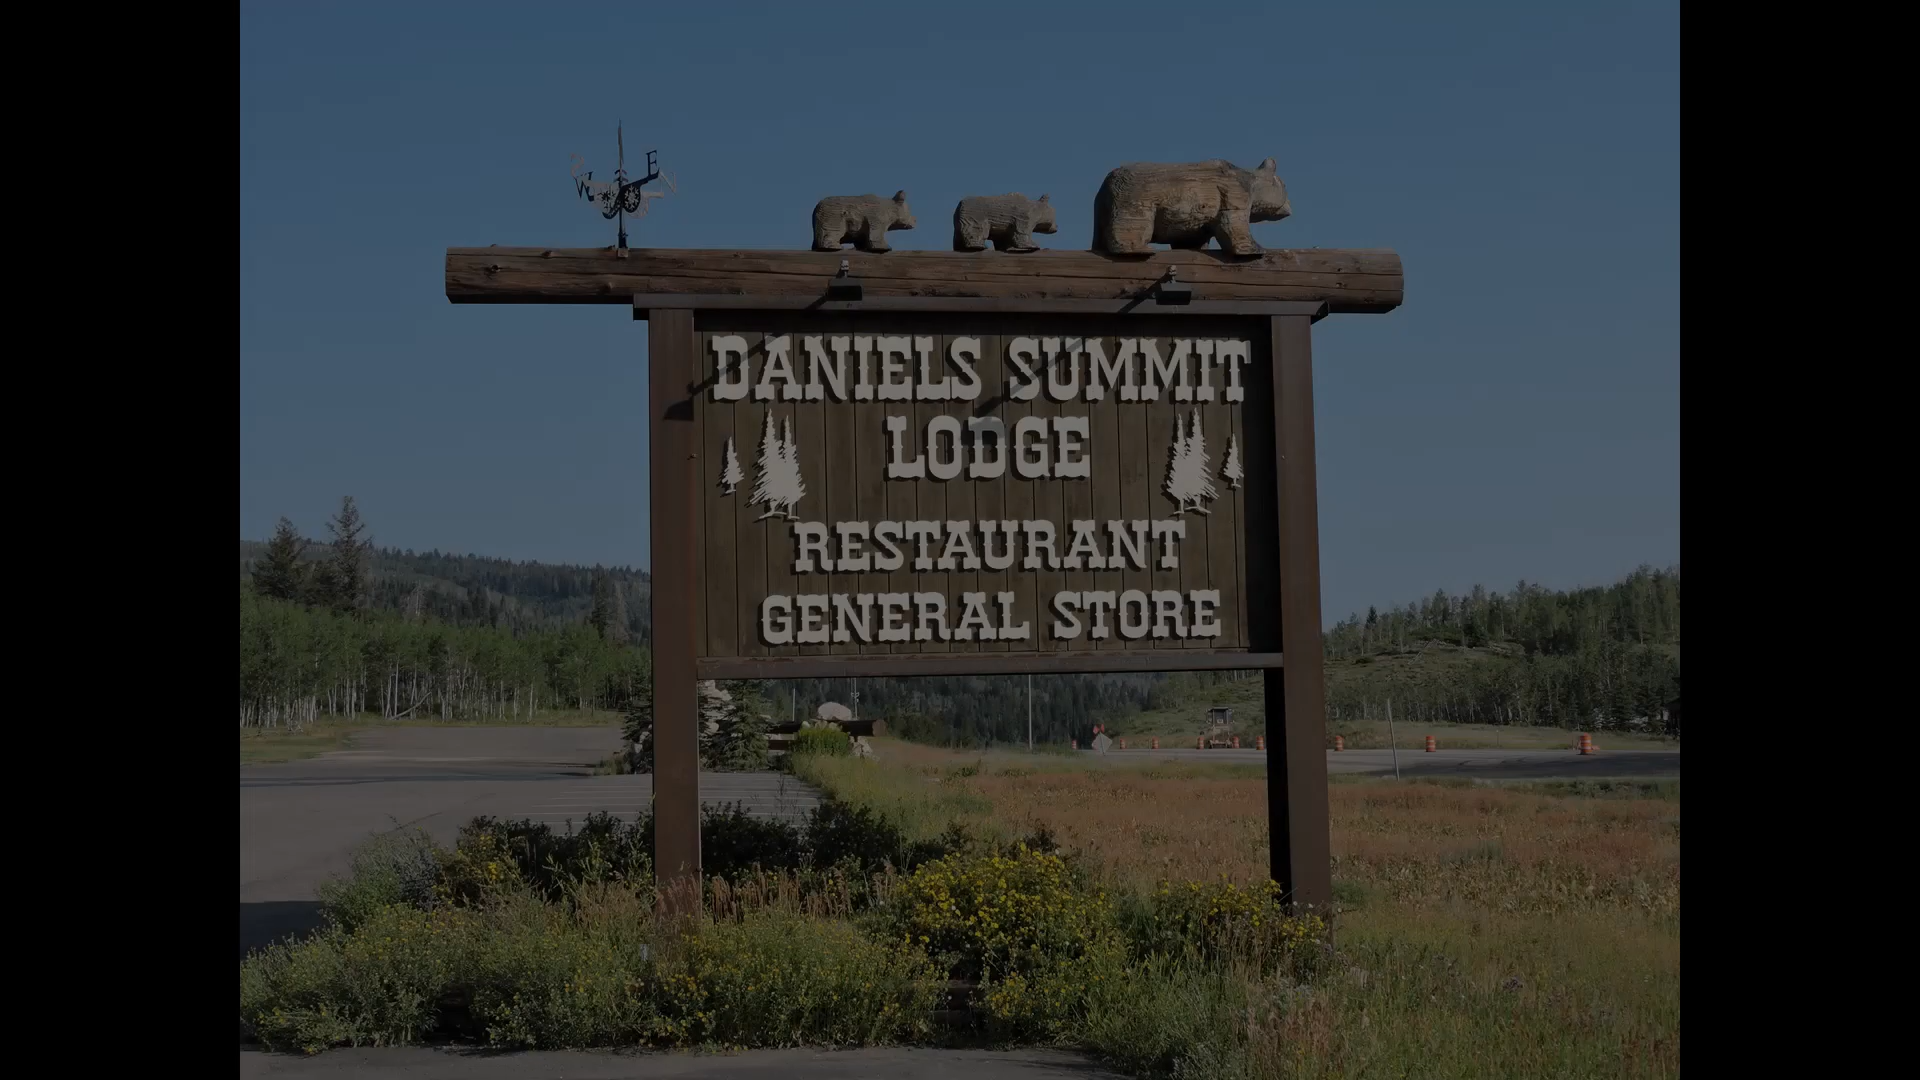 W E N
DANIELS SUMMIT
LODGE
RESTAURANT
GENERAL STORE